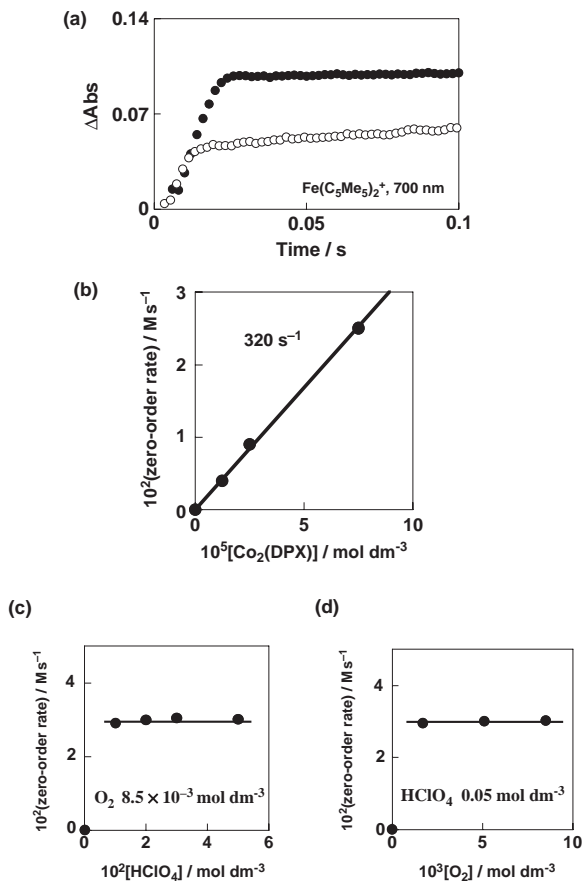 (a)
0.14
0.07
0
ΔAbs
Fe(C₅Me₅)₂⁺, 700 nm
0.05
0.1
Time / s
(b)
3
2
1
0
10²(zero-order rate) / M s⁻¹
320 s⁻¹
0
5
10
10⁵[Co₂(DPX)] / mol dm⁻³
(c)
4
2
0
10²(zero-order rate) / M s⁻¹
O₂ 8.5 × 10⁻³ mol dm⁻³
0
2
4
6
10²[HClO₄] / mol dm⁻³
(d)
4
2
0
10²(zero-order rate) / M s⁻¹
HClO₄ 0.05 mol dm⁻³
0
5
10
10³[O₂] / mol dm⁻³